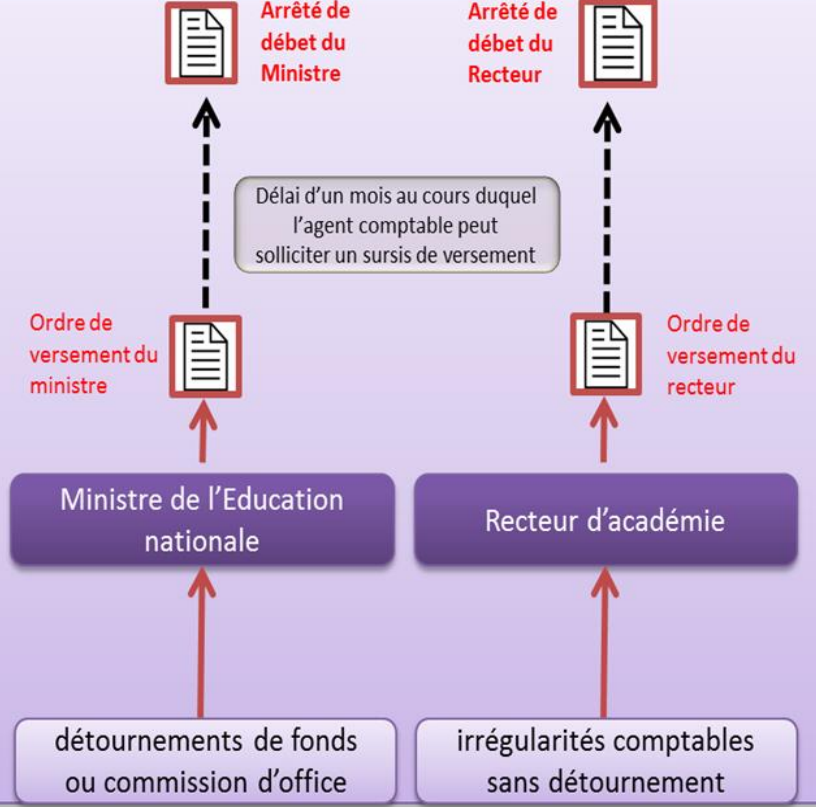 Arrêté de
débet du
Ministre
Arrêté de
débet du
Recteur
Délai d'un mois au cours duquel
l'agent comptable peut
solliciter un sursis de versement
Ordre de
versement du
ministre
Ordre de
versement du
recteur
Ministre de l'Education
nationale
Recteur d'académie
détournements de fonds
ou commission d'office
irrégularités comptables
sans détournement